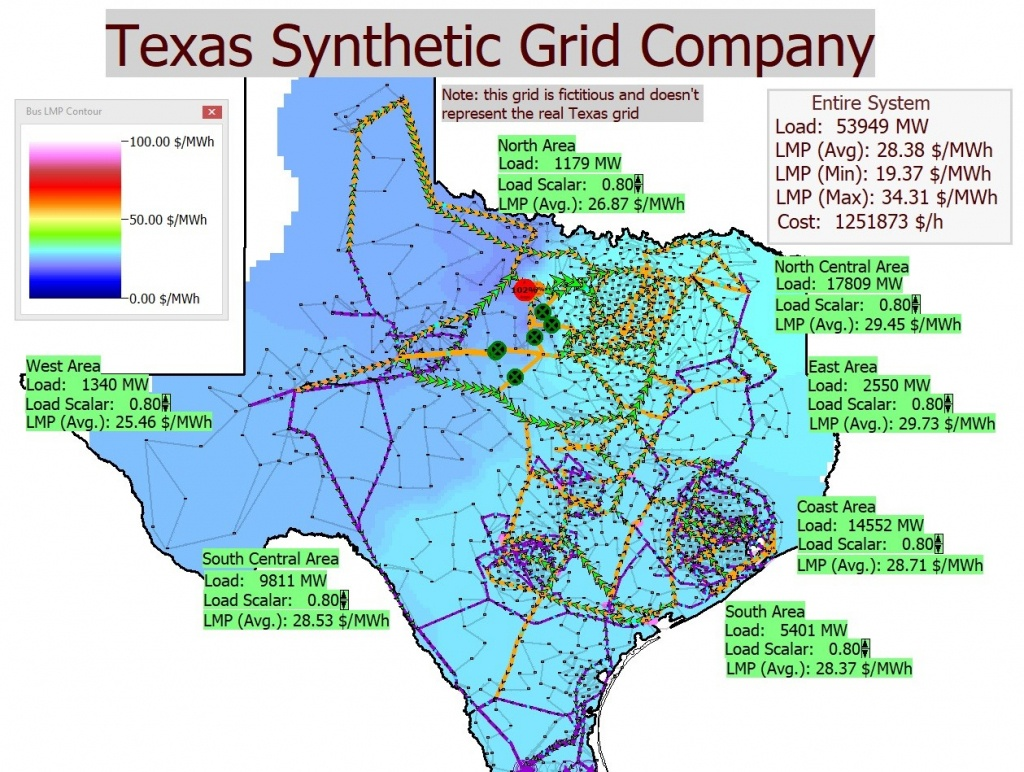 Texas Synthetic Grid Company
Note: this grid is fictitious and doesn't
represent the real Texas grid
Bus LMP Contour
100.00 $/MWh
50.00 $/MWh
0.00 $/MWh
Entire System
Load: 53949 MW
LMP (Avg): 28.38 $/MWh
LMP (Min): 19.37 $/MWh
LMP (Max): 34.31 $/MWh
Cost: 1251873 $/h
North Area
Load: 1179 MW
Load Scalar: 0.80
LMP (Avg.): 26.87 $/MWh
North Central Area
Load: 17809 MW
Load Scalar: 0.80
LMP (Avg.): 29.45 $/MWh
102%
West Area
Load: 1340 MW
Load Scalar: 0.80
LMP (Avg.): 25.46 $/MWh
East Area
Load: 2550 MW
Load Scalar: 0.80
LMP (Avg.): 29.73 $/MWh
Coast Area
Load: 14552 MW
Load Scalar: 0.80
LMP (Avg.): 28.71 $/MWh
South Central Area
Load: 9811 MW
Load Scalar: 0.80
LMP (Avg.): 28.53 $/MWh
South Area
Load: 5401 MW
Load Scalar: 0.80
LMP (Avg.): 28.37 $/MWh